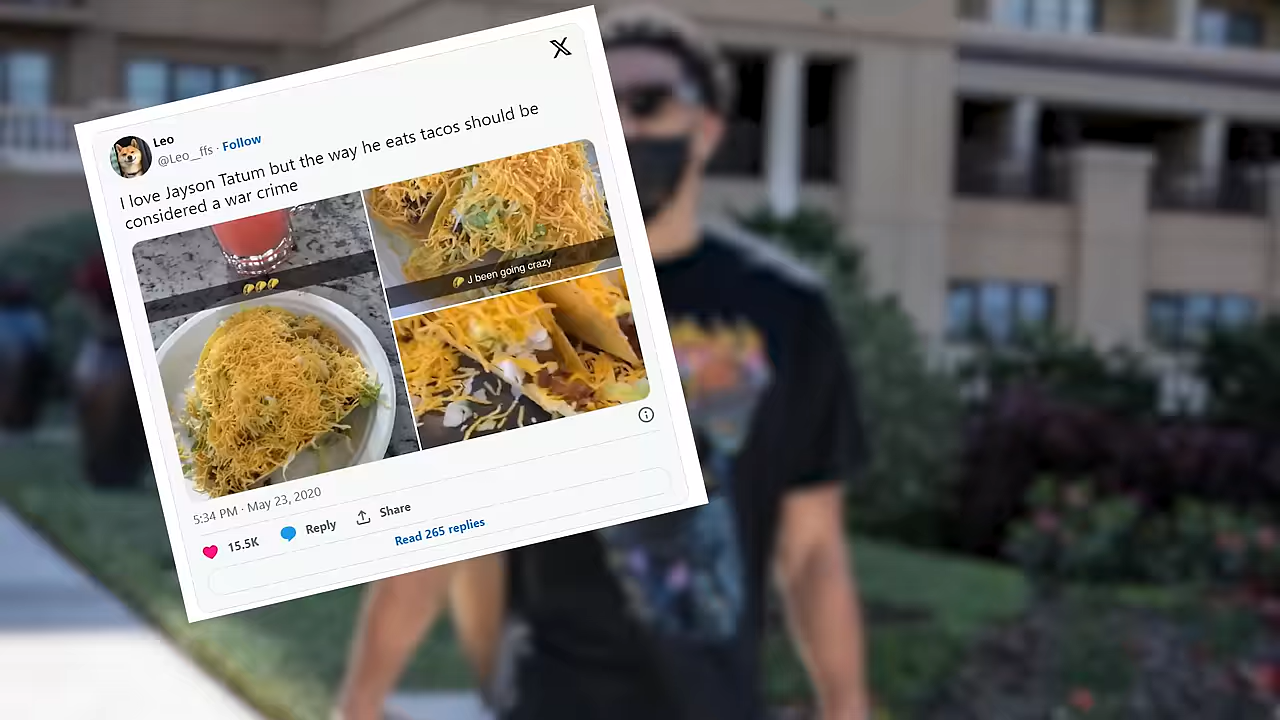 Leo
@Leo__ffs · Follow
I love Jayson Tatum but the way he eats tacos should be
considered a war crime
🌮🌮🌮
🌮 J been going crazy
5:34 PM · May 23, 2020
15.5K
Reply
Share
Read 265 replies